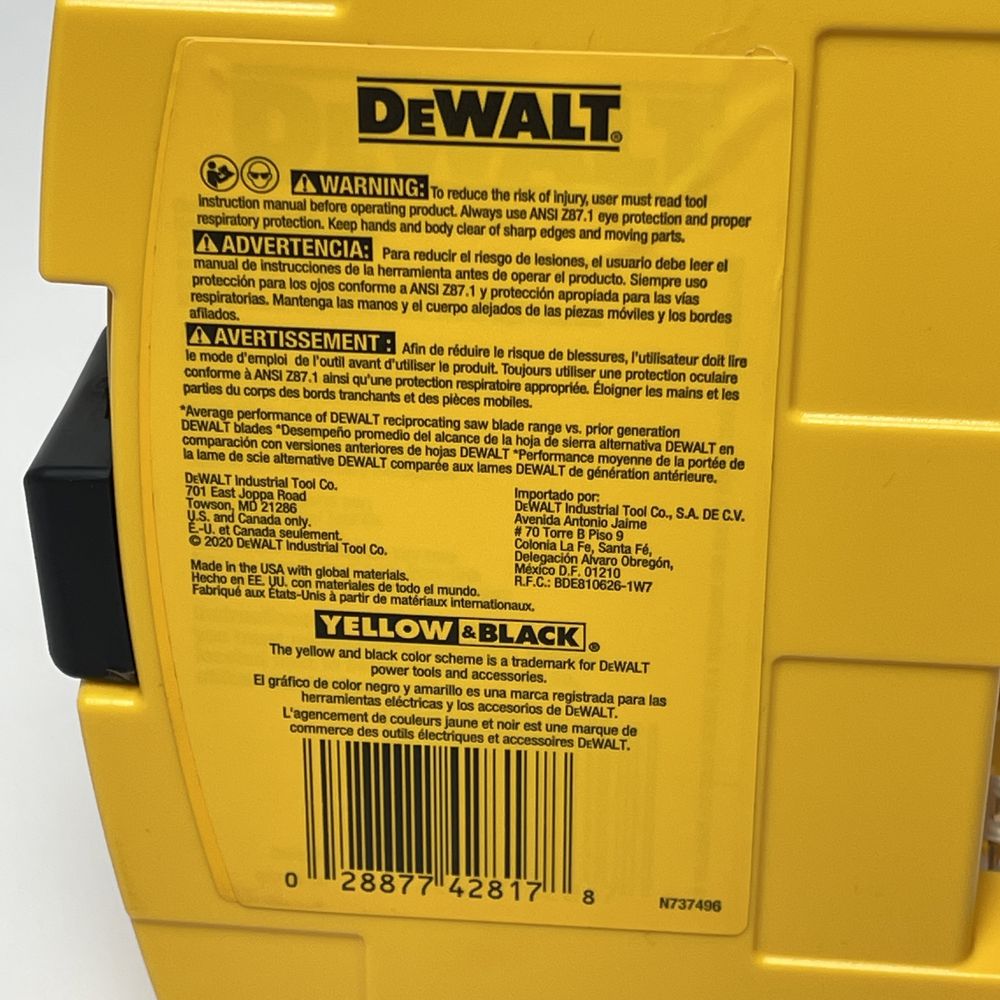 DEWALT®
WARNING: To reduce the risk of injury, user must read tool
instruction manual before operating product. Always use ANSI Z87.1 eye protection and proper
respiratory protection. Keep hands and body clear of sharp edges and moving parts.
ADVERTENCIA: Para reducir el riesgo de lesiones, el usuario debe leer el
manual de instrucciones de la herramienta antes de operar el producto. Siempre uso
protección para los ojos conforme a ANSI Z87.1 y protección apropiada para las vías
respiratorias. Mantenga las manos y el cuerpo alejados de las piezas móviles y los bordes
afilados.
AVERTISSEMENT : Afin de réduire le risque de blessures, l'utilisateur doit lire
le mode d'emploi de l'outil avant d'utiliser le produit. Toujours utiliser une protection oculaire
conforme à ANSI Z87.1 ainsi qu'une protection respiratoire appropriée. Éloigner les mains et les
parties du corps des bords tranchants et des pièces mobiles.
*Average performance of DEWALT reciprocating saw blade range vs. prior generation
DEWALT blades *Desempeño promedio del alcance de la hoja de sierra alternativa DEWALT en
comparación con versiones anteriores de hojas DEWALT *Performance moyenne de la portée de
la lame de scie alternative DEWALT comparée aux lames DEWALT de génération antérieure.
DEWALT Industrial Tool Co.
701 East Joppa Road
Towson, MD 21286
U.S. and Canada only.
É.-U. et Canada seulement.
© 2020 DEWALT Industrial Tool Co.
Importado por:
DEWALT Industrial Tool Co., S.A. DE C.V.
Avenida Antonio Jaime
# 70 Torre B Piso 9
Colonia La Fe, Santa Fé,
Delegación Alvaro Obregón,
México D.F. 01210
R.F.C.: BDE810626-1W7
Made in the USA with global materials.
Hecho en EE. UU. con materiales de todo el mundo.
Fabriqué aux États-Unis à partir de matériaux internationaux.
YELLOW & BLACK®
The yellow and black color scheme is a trademark for DEWALT
power tools and accessories.
El gráfico de color negro y amarillo es una marca registrada para las
herramientas eléctricas y los accesorios de DEWALT.
L'agencement de couleurs jaune et noir est une marque de
commerce des outils électriques et accessoires DEWALT.
0 28877 42817 8
N737496